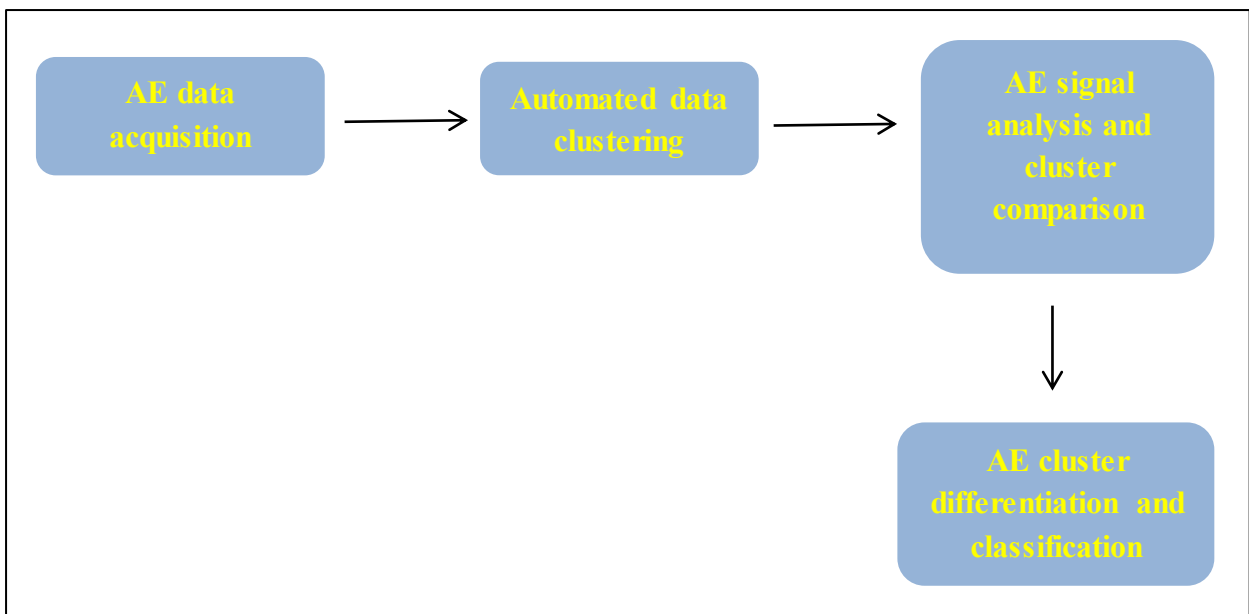 AE data
acquisition
Automated data
clustering
AE signal
analysis and
cluster
comparison
AE cluster
differentiation and
classification